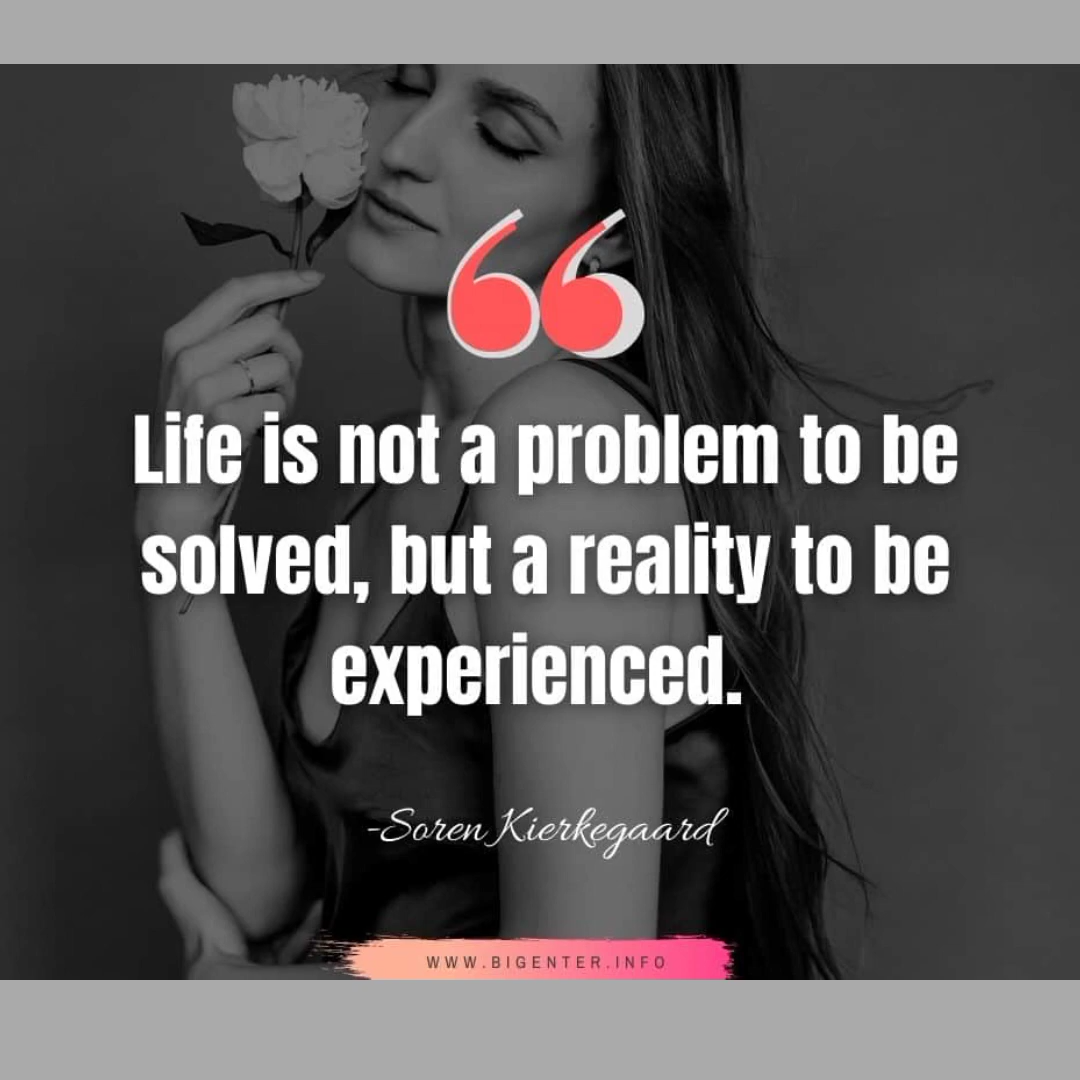 Life is not a problem to be
solved, but a reality to be
experienced.
-Soren Kierkegaard
WWW.BIGENTER.INFO